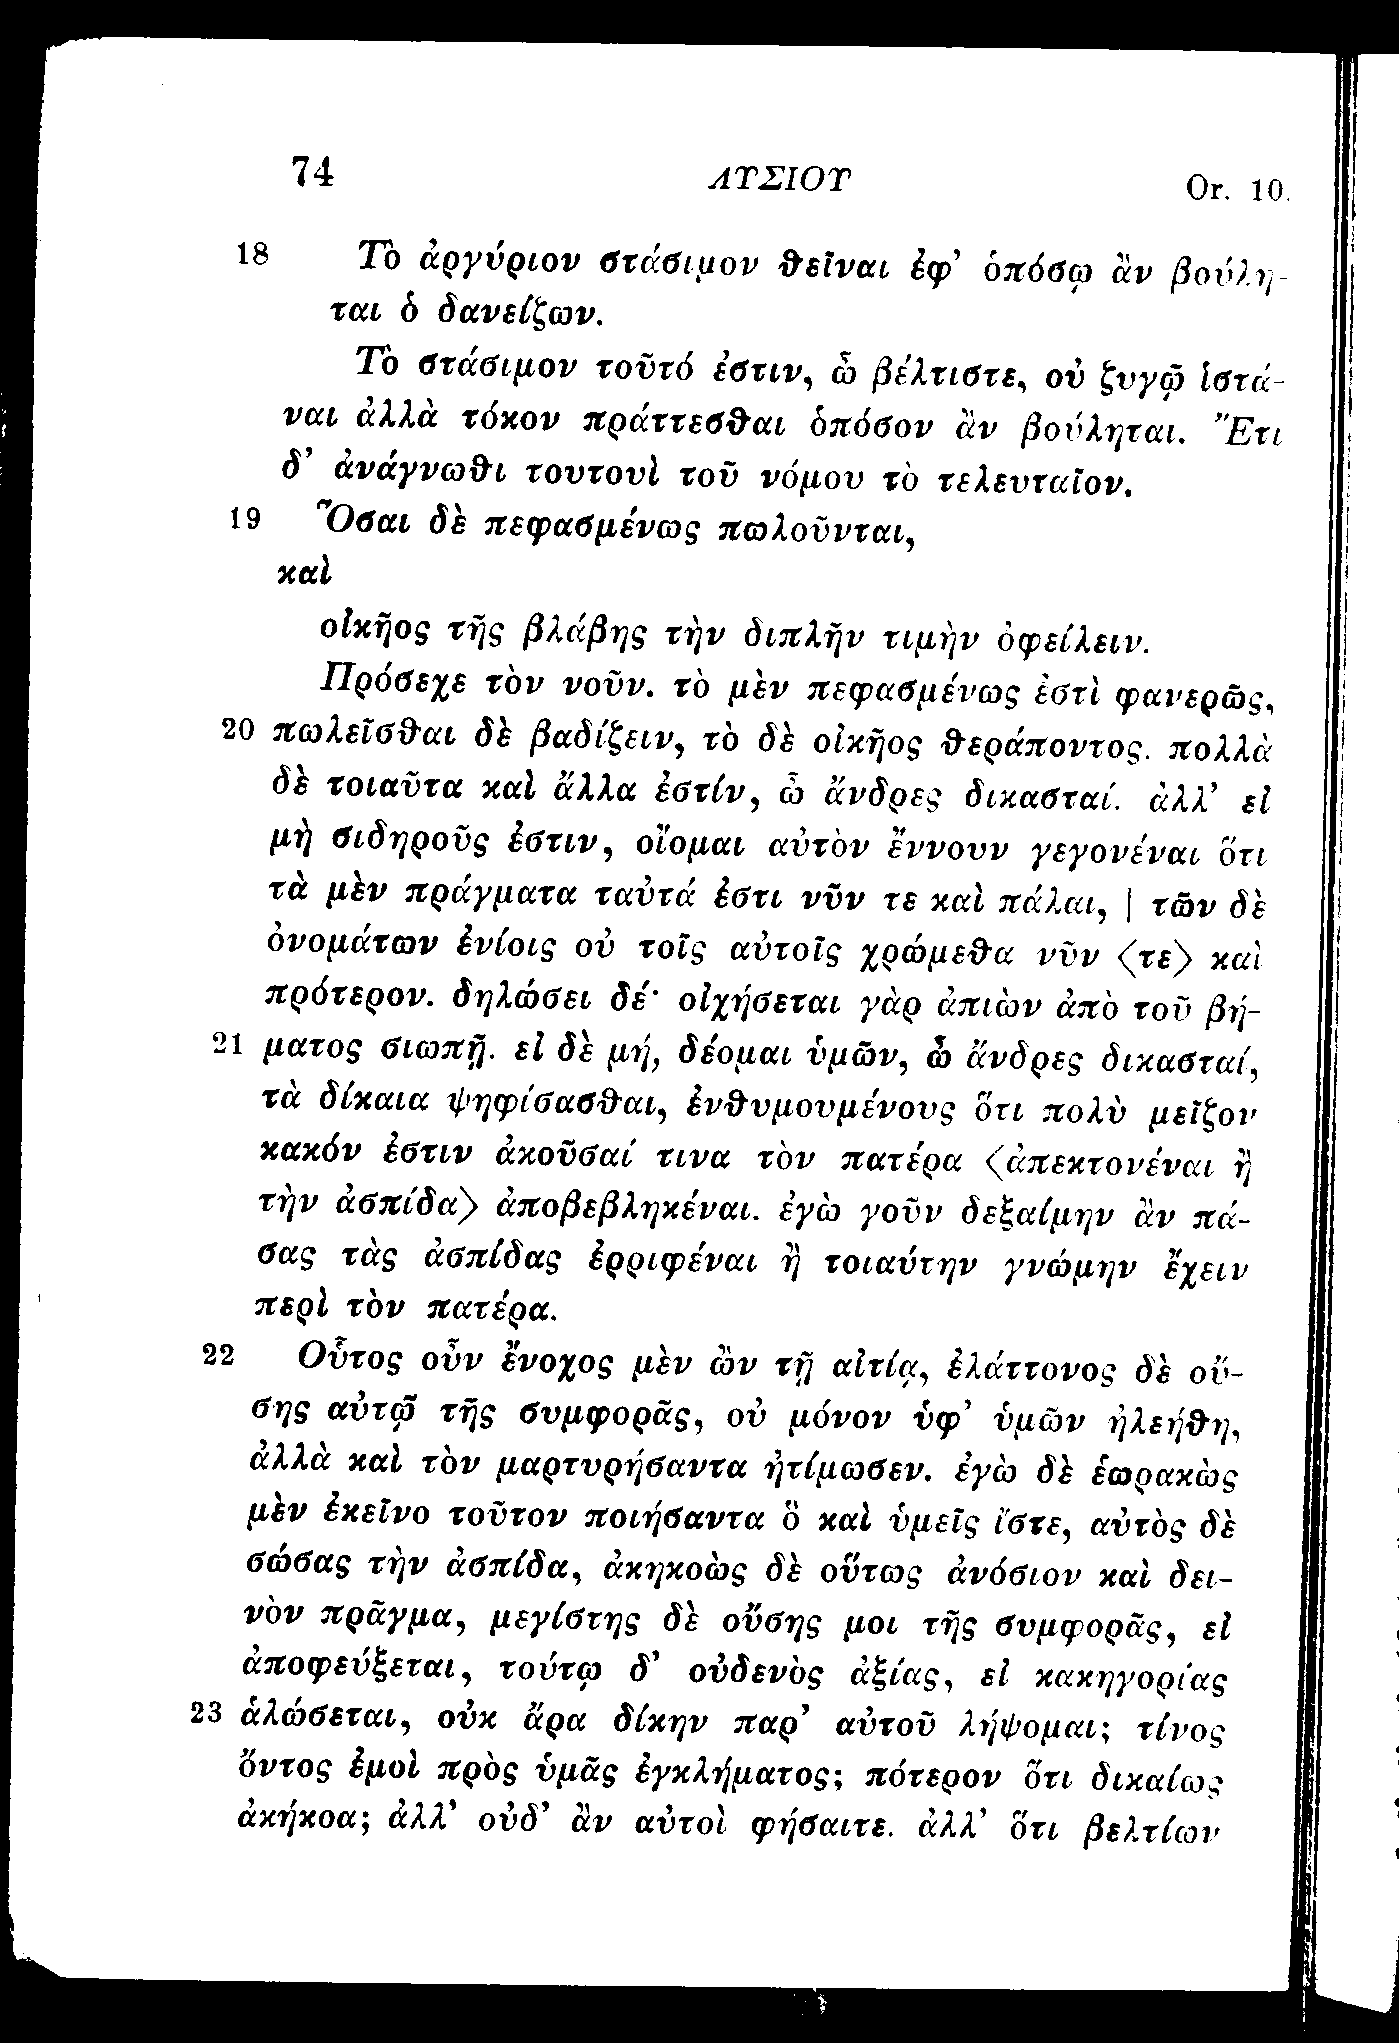 74 ΛΥΣΙΟΥ Or. 10.
18 Τὸ ἀργύριον στάσιμον θεῖναι ἐφ’ ὁπόσῳ ἂν βούλη-
ται ὁ δανείζων.
Τὸ στάσιμον τοῦτό ἐστιν, ὦ βέλτιστε, οὐ ζυγῷ ἱστά-
ναι ἀλλὰ τόκον πράττεσθαι ὁπόσον ἂν βούληται. Ἔτι
δ’ ἀνάγνωθι τουτουὶ τοῦ νόμου τὸ τελευταῖον.
19 Ὅσαι δὲ πεφασμένως πωλοῦνται,
καὶ
οἰκῆος τῆς βλάβης τὴν διπλῆν τιμὴν ὀφείλειν.
Πρόσεχε τὸν νοῦν. τὸ μὲν πεφασμένως ἐστὶ φανερῶς,
20 πωλεῖσθαι δὲ βαδίζειν, τὸ δὲ οἰκῆος θεράποντος. πολλὰ
δὲ τοιαῦτα καὶ ἄλλα ἐστίν, ὦ ἄνδρες δικασταί. ἀλλ’ εἰ
μὴ σιδηροῦς ἐστιν, οἴομαι αὐτὸν ἔννουν γεγονέναι ὅτι
τὰ μὲν πράγματα ταὐτά ἐστι νῦν τε καὶ πάλαι, | τῶν δὲ
ὀνομάτων ἐνίοις οὐ τοῖς αὐτοῖς χρώμεθα νῦν ⟨τε⟩ καὶ
πρότερον. δηλώσει δέ· οἰχήσεται γὰρ ἀπιὼν ἀπὸ τοῦ βή-
21 ματος σιωπῇ. εἰ δὲ μή, δέομαι ὑμῶν, ὦ ἄνδρες δικασταί,
τὰ δίκαια ψηφίσασθαι, ἐνθυμουμένους ὅτι πολὺ μεῖζον
κακόν ἐστιν ἀκοῦσαί τινα τὸν πατέρα ⟨ἀπεκτονέναι ἢ
τὴν ἀσπίδα⟩ ἀποβεβληκέναι. ἐγὼ γοῦν δεξαίμην ἂν πά-
σας τὰς ἀσπίδας ἐρριφέναι ἢ τοιαύτην γνώμην ἔχειν
περὶ τὸν πατέρα.
22 Οὗτος οὖν ἔνοχος μὲν ὢν τῇ αἰτίᾳ, ἐλάττονος δὲ οὔ-
σης αὐτῷ τῆς συμφορᾶς, οὐ μόνον ὑφ’ ὑμῶν ἠλεήθη,
ἀλλὰ καὶ τὸν μαρτυρήσαντα ἠτίμωσεν. ἐγὼ δὲ ἑωρακὼς
μὲν ἐκεῖνο τοῦτον ποιήσαντα ὃ καὶ ὑμεῖς ἴστε, αὐτὸς δὲ
σώσας τὴν ἀσπίδα, ἀκηκοὼς δὲ οὕτως ἀνόσιον καὶ δει-
νὸν πρᾶγμα, μεγίστης δὲ οὔσης μοι τῆς συμφορᾶς, εἰ
ἀποφεύξεται, τούτῳ δ’ οὐδενὸς ἀξίας, εἰ κακηγορίας
23 ἁλώσεται, οὐκ ἄρα δίκην παρ’ αὐτοῦ λήψομαι; τίνος
ὄντος ἐμοὶ πρὸς ὑμᾶς ἐγκλήματος; πότερον ὅτι δικαίως
ἀκήκοα; ἀλλ’ οὐδ’ ἂν αὐτοὶ φήσαιτε. ἀλλ’ ὅτι βελτίων